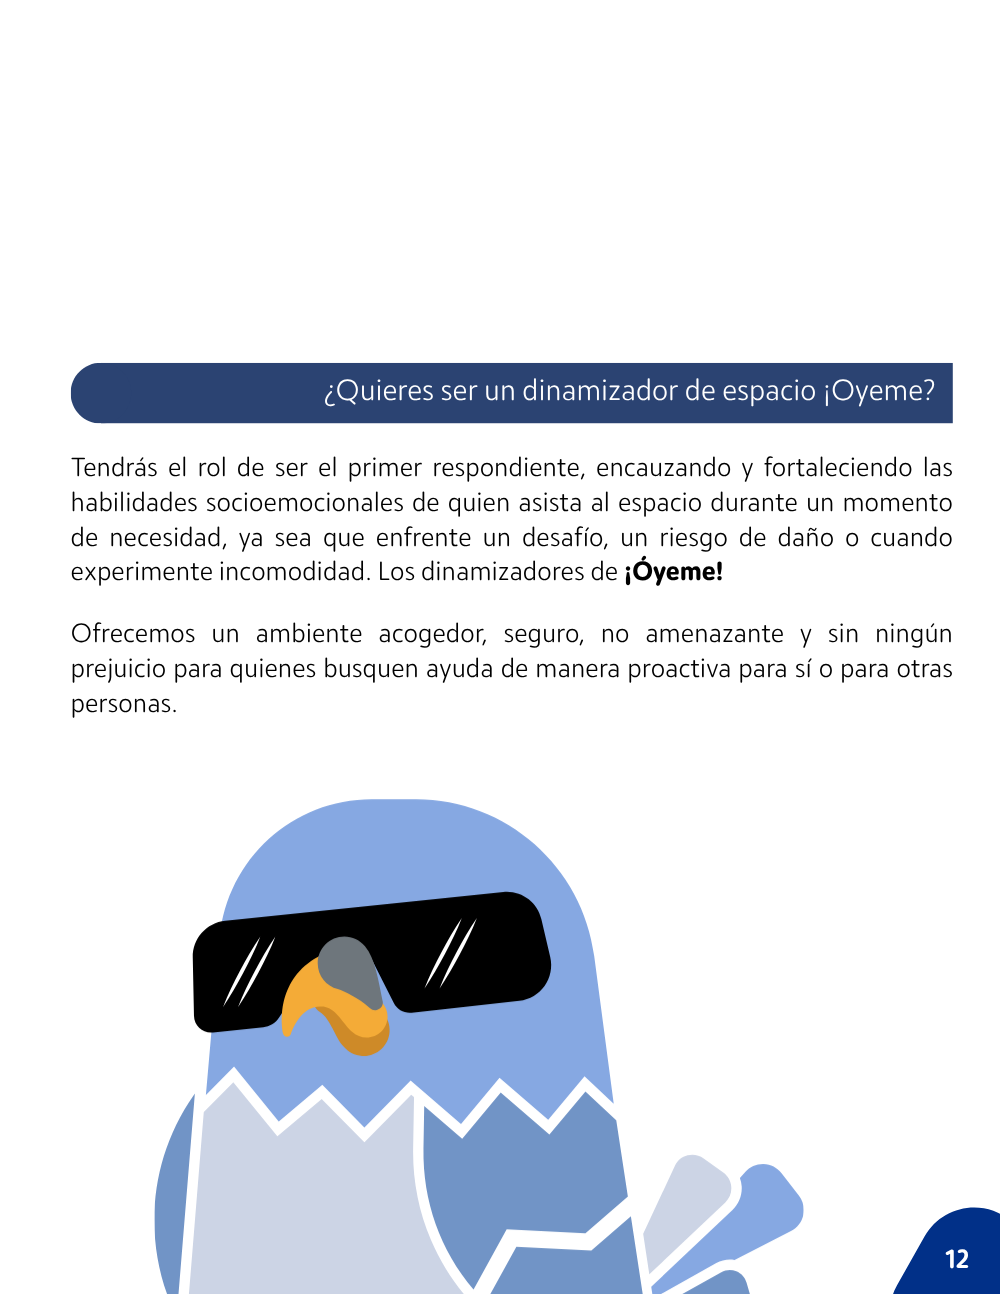 ¿Quieres ser un dinamizador de espacio ¡Oyeme?
Tendrás el rol de ser el primer respondiente, encauzando y fortaleciendo las
habilidades socioemocionales de quien asista al espacio durante un momento
de necesidad, ya sea que enfrente un desafío, un riesgo de daño o cuando
experimente incomodidad. Los dinamizadores de ¡Óyeme!
Ofrecemos un ambiente acogedor, seguro, no amenazante y sin ningún
prejuicio para quienes busquen ayuda de manera proactiva para sí o para otras
personas.
12